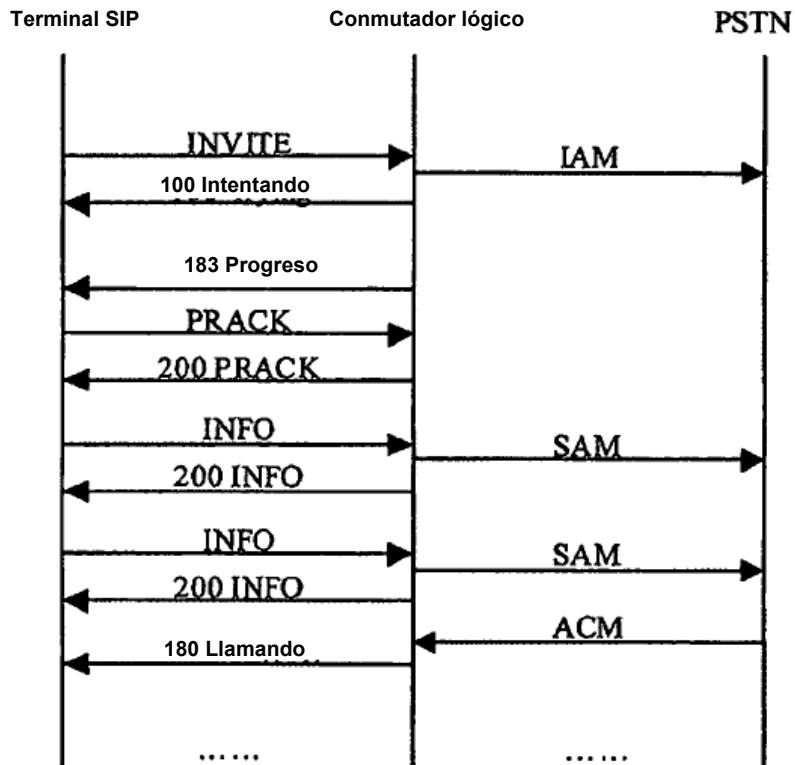 Terminal SIP
Conmutador lógico
PSTN
INVITE
IAM
100 Intentando
183 Progreso
PRACK
200 PRACK
INFO
SAM
200 INFO
INFO
SAM
200 INFO
ACM
180 Llamando
......
......